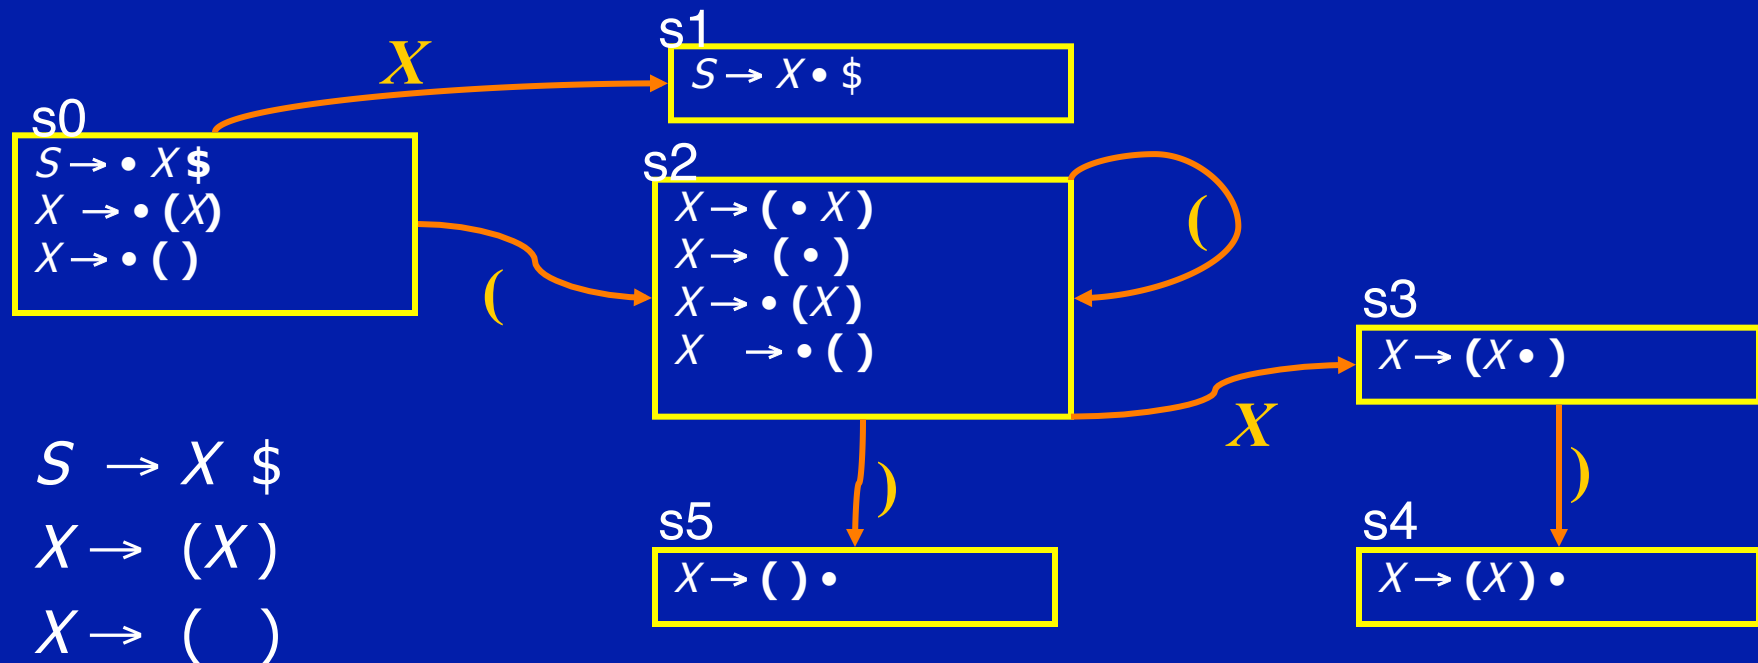 s0
S → • X $
X → • (X)
X → • ( )
X
s1
S → X • $
(
s2
X → ( • X )
X → ( • )
X → • (X )
X → • ( )
(
X
s3
X → (X • )
)
s4
X → (X ) •
)
s5
X → ( ) •
S → X $
X → (X )
X → ( )